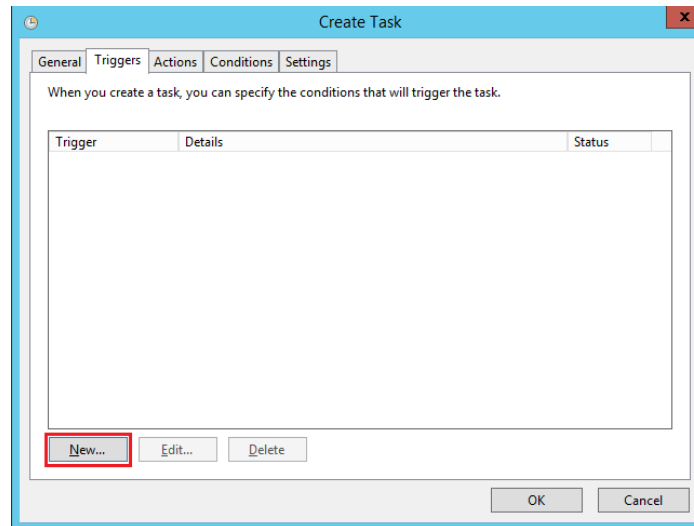 Create Task
x
General Triggers Actions Conditions Settings
When you create a task, you can specify the conditions that will trigger the task.
Trigger Details Status
New... Edit... Delete
OK Cancel